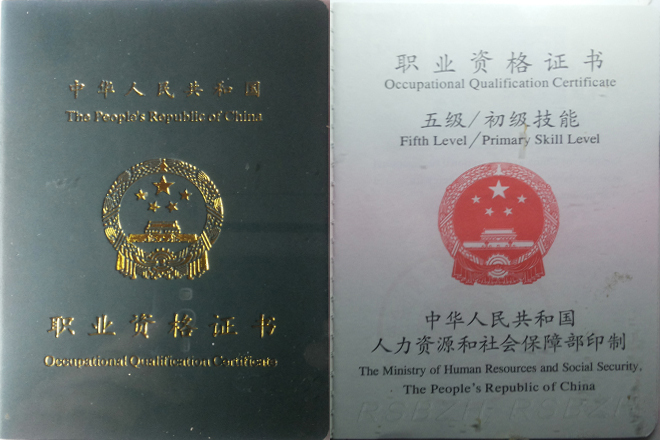 中华人民共和国
The People's Republic of China
职业资格证书
Occupational Qualification Certificate
职业资格证书
Occupational Qualification Certificate
五级/初级技能
Fifth Level/Primary Skill Level
中华人民共和国
人力资源和社会保障部印制
The Ministry of Human Resources and Social Security,
The People's Republic of China